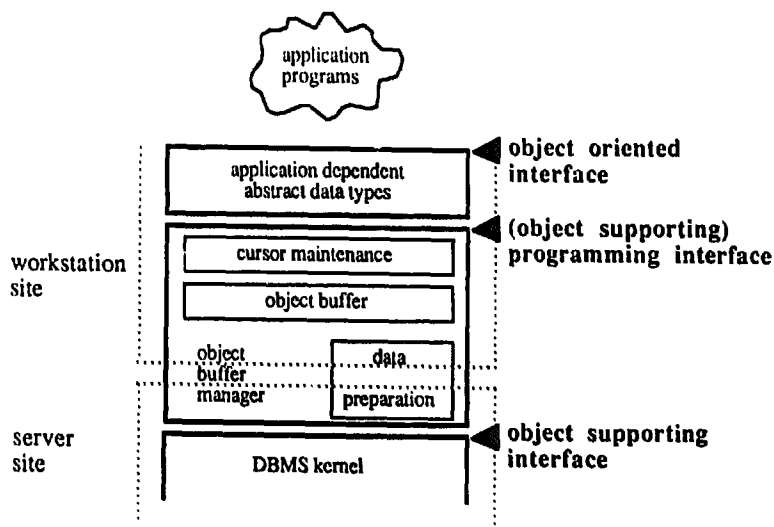 application
programs
object oriented
interface
application dependent
abstract data types
(object supporting)
programming interface
cursor maintenance
workstation
site
object buffer
object
buffer
manager
data
preparation
server
site
object supporting
interface
DBMS kernel